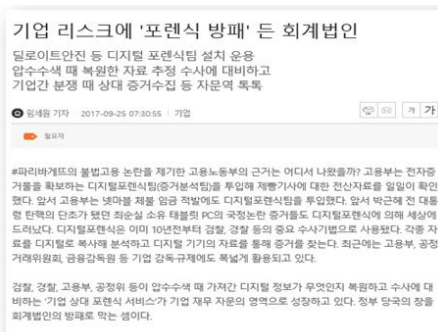 기업 리스크에 '포렌식 방패' 든 회계법인
딜로이트안진 등 디지털 포렌식팀 설치 운용
압수수색 때 복원한 자료 추정 수사에 대비하고
기업간 분쟁 때 상대 증거수집 등 자문역 톡톡
임세원 기자 2017-09-25 07:30:55 기업
가 가
필요자
#파리바게뜨의 불법고용 논란을 제기한 고용노동부의 근거는 어디서 나왔을까? 고용부는 전자증
거물을 확보하는 디지털포렌식팀(증거분석팀)을 투입해 제빵기사에 대한 전산자료를 일일이 확인
했다. 앞서 고용부는 넷마블 체불 임금 적발에도 디지털포렌식팀을 투입했다. 앞서 박근혜 전 대통
령 탄핵의 단초가 됐던 최순실 소유 태블릿 PC의 국정논란 증거들도 디지털포렌식에 의해 세상에
드러났다. 디지털포렌식은 이미 10년전부터 검찰, 경찰 등의 중요 수사기법으로 사용됐다. 각종 자
료를 디지털로 복사해 분석하고 디지털 기기의 자료를 통해 증거를 찾는다. 최근에는 고용부, 공정
거래위원회, 금융감독원 등 기업 감독·규제에도 폭넓게 활용되고 있다.
검찰, 경찰, 고용부, 공정위 등이 압수수색 때 가져간 디지털 정보가 무엇인지 복원하고 수사에 대
비하는 '기업 상대 포렌식 서비스'가 기업 재무 자문의 영역으로 성장하고 있다. 정부 당국의 창을
회계법인의 방패로 막는 셈이다.